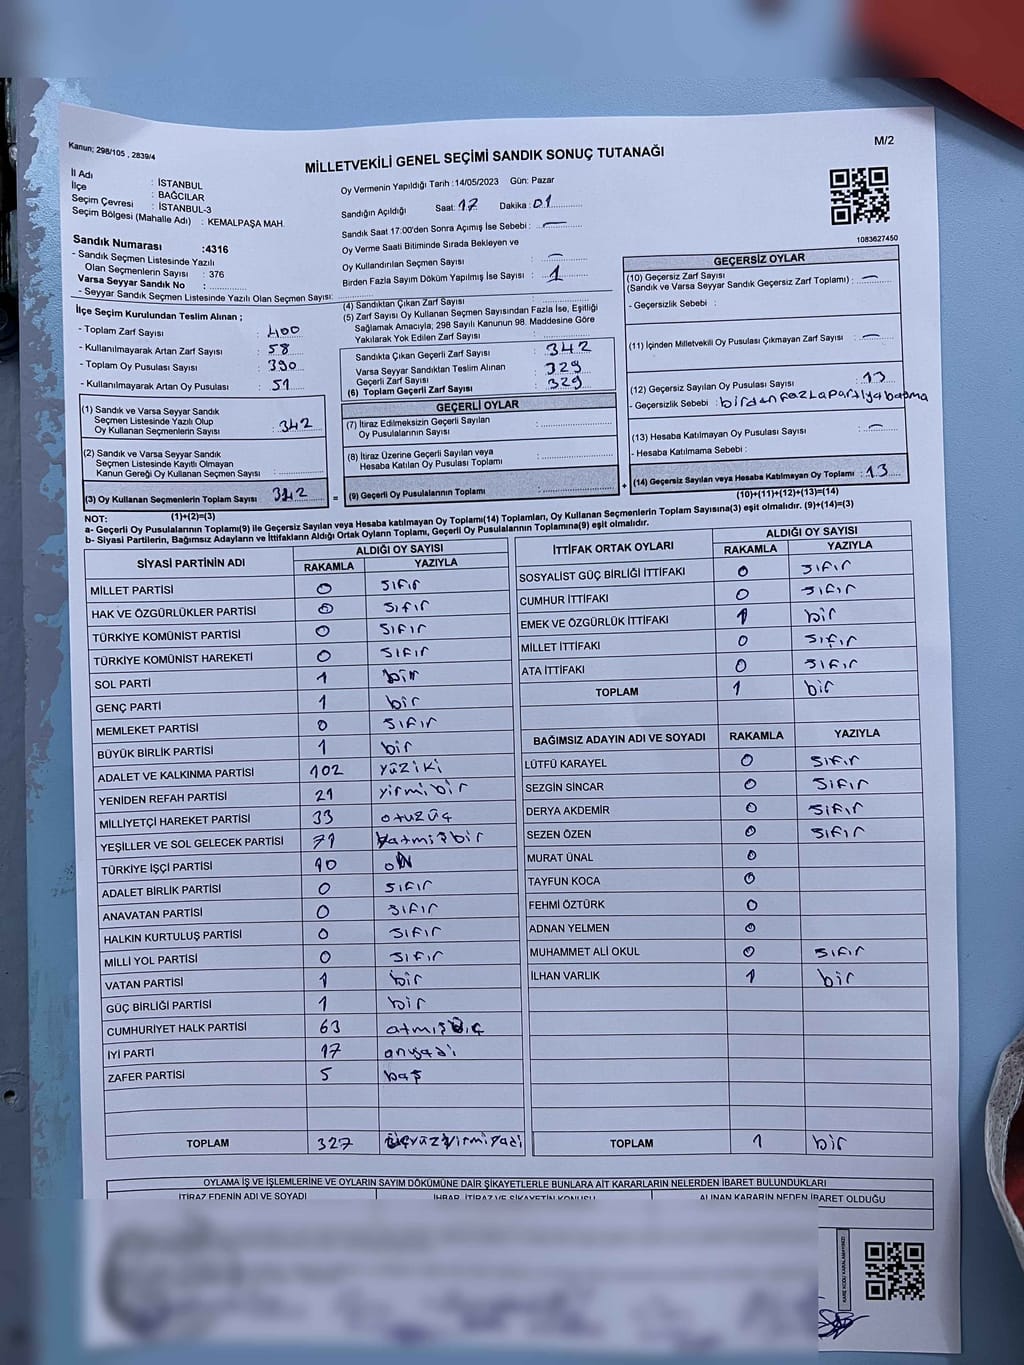 Kanun; 298/105 , 2839/4
M/2
MİLLETVEKİLİ GENEL SEÇİMİ SANDIK SONUÇ TUTANAĞI
İl Adı : İSTANBUL
İlçe : BAĞCILAR
Seçim Çevresi : İSTANBUL-3
Seçim Bölgesi (Mahalle Adı) : KEMALPAŞA MAH.
Sandık Numarası :4316
- Sandık Seçmen Listesinde Yazılı
Olan Seçmenlerin Sayısı : 376
Varsa Seyyar Sandık No :
- Seyyar Sandık Seçmen Listesinde Yazılı Olan Seçmen Sayısı:
Oy Vermenin Yapıldığı Tarih :14/05/2023 Gün: Pazar
Sandığın Açıldığı Saat: 17 Dakika: 01
Sandık Saat 17:00'den Sonra Açımış İse Sebebi : —
Oy Verme Saati Bitiminde Sırada Bekleyen ve
Oy Kullandırılan Seçmen Sayısı : —
Birden Fazla Sayım Döküm Yapılmış İse Sayısı : 1
1083627450
İlçe Seçim Kurulundan Teslim Alınan ;
- Toplam Zarf Sayısı : 400
- Kullanılmayarak Artan Zarf Sayısı : 58
- Toplam Oy Pusulası Sayısı : 390
- Kullanılmayarak Artan Oy Pusulası : 51
(1) Sandık ve Varsa Seyyar Sandık
Seçmen Listesinde Yazılı Olup
Oy Kullanan Seçmenlerin Sayısı : 342
(2) Sandık ve Varsa Seyyar Sandık
Seçmen Listesinde Kayıtlı Olmayan
Kanun Gereği Oy Kullanan Seçmen Sayısı :
(3) Oy Kullanan Seçmenlerin Toplam Sayısı : 342
(1)+(2)=(3)
(4) Sandıktan Çıkan Zarf Sayısı :
(5) Zarf Sayısı Oy Kullanan Seçmen Sayısından Fazla İse, Eşitliği
Sağlamak Amacıyla; 298 Sayılı Kanunun 98. Maddesine Göre
Yakılarak Yok Edilen Zarf Sayısı :
Sandıkta Çıkan Geçerli Zarf Sayısı : 342
Varsa Seyyar Sandıktan Teslim Alınan
Geçerli Zarf Sayısı : 329
(6) Toplam Geçerli Zarf Sayısı : 329
GEÇERLİ OYLAR
(7) İtiraz Edilmeksizin Geçerli Sayılan
Oy Pusulalarının Sayısı :
(8) İtiraz Üzerine Geçerli Sayılan veya
Hesaba Katılan Oy Pusulası Toplamı :
= (9) Geçerli Oy Pusulalarının Toplamı : +
GEÇERSİZ OYLAR
(10) Geçersiz Zarf Sayısı
(Sandık ve Varsa Seyyar Sandık Geçersiz Zarf Toplamı) : —
- Geçersizlik Sebebi :
(11) İçinden Milletvekili Oy Pusulası Çıkmayan Zarf Sayısı : —
(12) Geçersiz Sayılan Oy Pusulası Sayısı : 13
- Geçersizlik Sebebi : birden fazla partiye basma
(13) Hesaba Katılmayan Oy Pusulası Sayısı : —
- Hesaba Katılmama Sebebi :
(14) Geçersiz Sayılan veya Hesaba Katılmayan Oy Toplamı : 13
(10)+(11)+(12)+(13)=(14)
NOT:
a- Geçerli Oy Pusulalarının Toplamı(9) ile Geçersiz Sayılan veya Hesaba katılmayan Oy Toplamı(14) Toplamları, Oy Kullanan Seçmenlerin Toplam Sayısına(3) eşit olmalıdır. (9)+(14)=(3)
b- Siyasi Partilerin, Bağımsız Adayların ve İttifakların Aldığı Ortak Oyların Toplamı, Geçerli Oy Pusulalarının Toplamına(9) eşit olmalıdır.
SİYASİ PARTİNİN ADI ALDIĞI OY SAYISI
RAKAMLA YAZIYLA
MİLLET PARTİSİ 0 sıfır
HAK VE ÖZGÜRLÜKLER PARTİSİ 0 sıfır
TÜRKİYE KOMÜNİST PARTİSİ 0 sıfır
TÜRKİYE KOMÜNİST HAREKETİ 0 sıfır
SOL PARTİ 1 bir
GENÇ PARTİ 1 bir
MEMLEKET PARTİSİ 0 sıfır
BÜYÜK BİRLİK PARTİSİ 1 bir
ADALET VE KALKINMA PARTİSİ 102 yüziki
YENİDEN REFAH PARTİSİ 21 yirmibir
MİLLİYETÇİ HAREKET PARTİSİ 33 otuzüç
YEŞİLLER VE SOL GELECEK PARTİSİ 71 yatmişbir
TÜRKİYE İŞÇİ PARTİSİ 10 on
ADALET BİRLİK PARTİSİ 0 sıfır
ANAVATAN PARTİSİ 0 sıfır
HALKIN KURTULUŞ PARTİSİ 0 sıfır
MİLLİ YOL PARTİSİ 0 sıfır
VATAN PARTİSİ 1 bir
GÜÇ BİRLİĞİ PARTİSİ 1 bir
CUMHURİYET HALK PARTİSİ 63 atmışüç
İYİ PARTİ 17 onyedi
ZAFER PARTİSİ 5 beş
TOPLAM 327 üçyüzyirmiyedi
İTTİFAK ORTAK OYLARI ALDIĞI OY SAYISI
RAKAMLA YAZIYLA
SOSYALİST GÜÇ BİRLİĞİ İTTİFAKI 0 sıfır
CUMHUR İTTİFAKI 0 sıfır
EMEK VE ÖZGÜRLÜK İTTİFAKI 1 bir
MİLLET İTTİFAKI 0 sıfır
ATA İTTİFAKI 0 sıfır
TOPLAM 1 bir
BAĞIMSIZ ADAYIN ADI VE SOYADI RAKAMLA YAZIYLA
LÜTFÜ KARAYEL 0 sıfır
SEZGİN SİNCAR 0 sıfır
DERYA AKDEMİR 0 sıfır
SEZEN ÖZEN 0 sıfır
MURAT ÜNAL 0
TAYFUN KOCA 0
FEHMİ ÖZTÜRK 0
ADNAN YELMEN 0
MUHAMMET ALİ OKUL 0 sıfır
İLHAN VARLIK 1 bir
TOPLAM 1 bir
OYLAMA İŞ VE İŞLEMLERİNE VE OYLARIN SAYIM DÖKÜMÜNE DAİR ŞİKAYETLERLE BUNLARA AİT KARARLARIN NELERDEN İBARET BULUNDUKLARI
İTİRAZ EDENİN ADI VE SOYADI İHBAR, İTİRAZ VE ŞİKAYETİN KONUSU ALINAN KARARIN NEDEN İBARET OLDUĞU